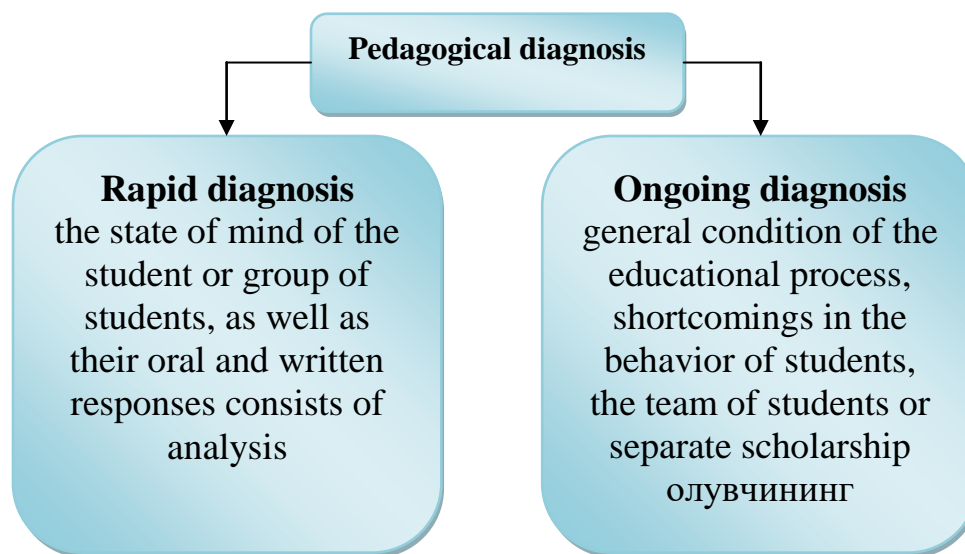 Pedagogical diagnosis
Rapid diagnosis
the state of mind of the
student or group of
students, as well as
their oral and written
responses consists of
analysis
Ongoing diagnosis
general condition of the
educational process,
shortcomings in the
behavior of students,
the team of students or
separate scholarship
олувчининг